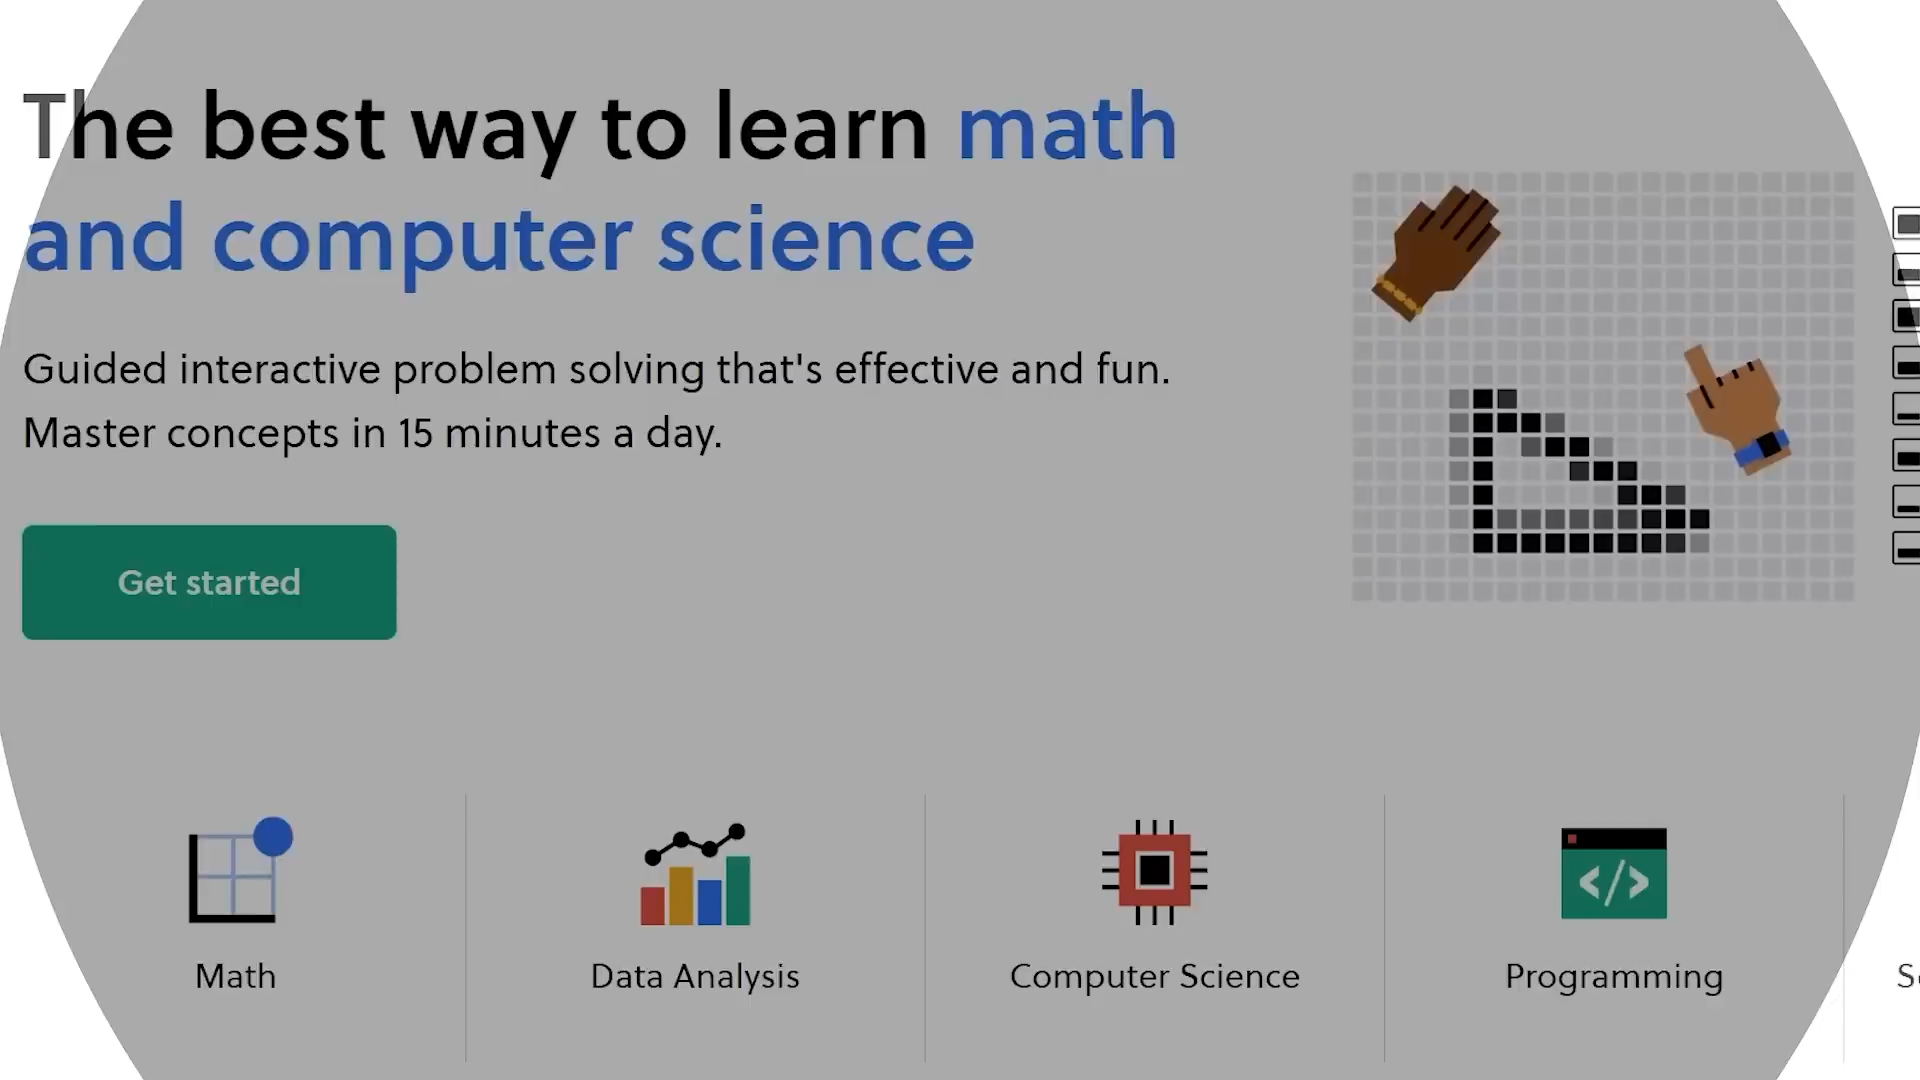 The best way to learn math
and computer science
Guided interactive problem solving that's effective and fun.
Master concepts in 15 minutes a day.
Get started
</>
Math
Data Analysis
Computer Science
Programming